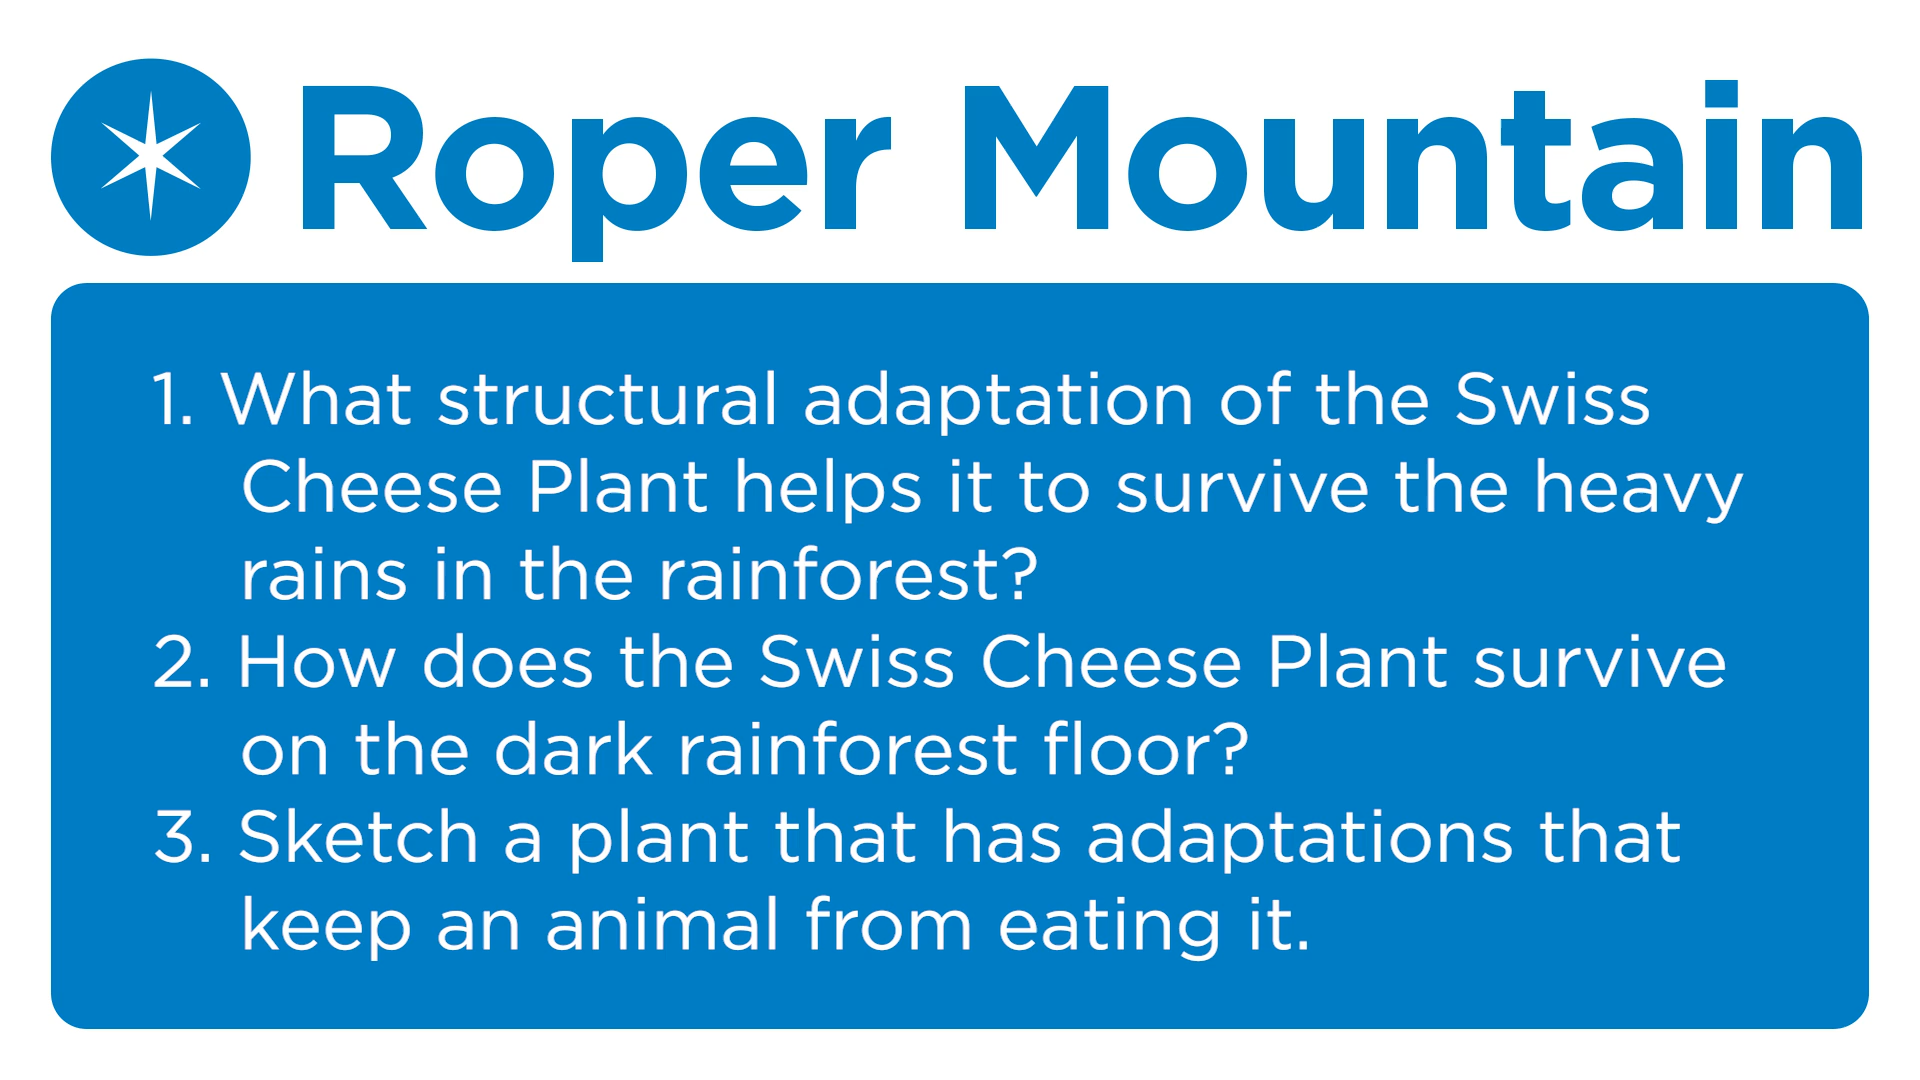 Roper Mountain
1. What structural adaptation of the Swiss
Cheese Plant helps it to survive the heavy
rains in the rainforest?
2. How does the Swiss Cheese Plant survive
on the dark rainforest floor?
3. Sketch a plant that has adaptations that
keep an animal from eating it.